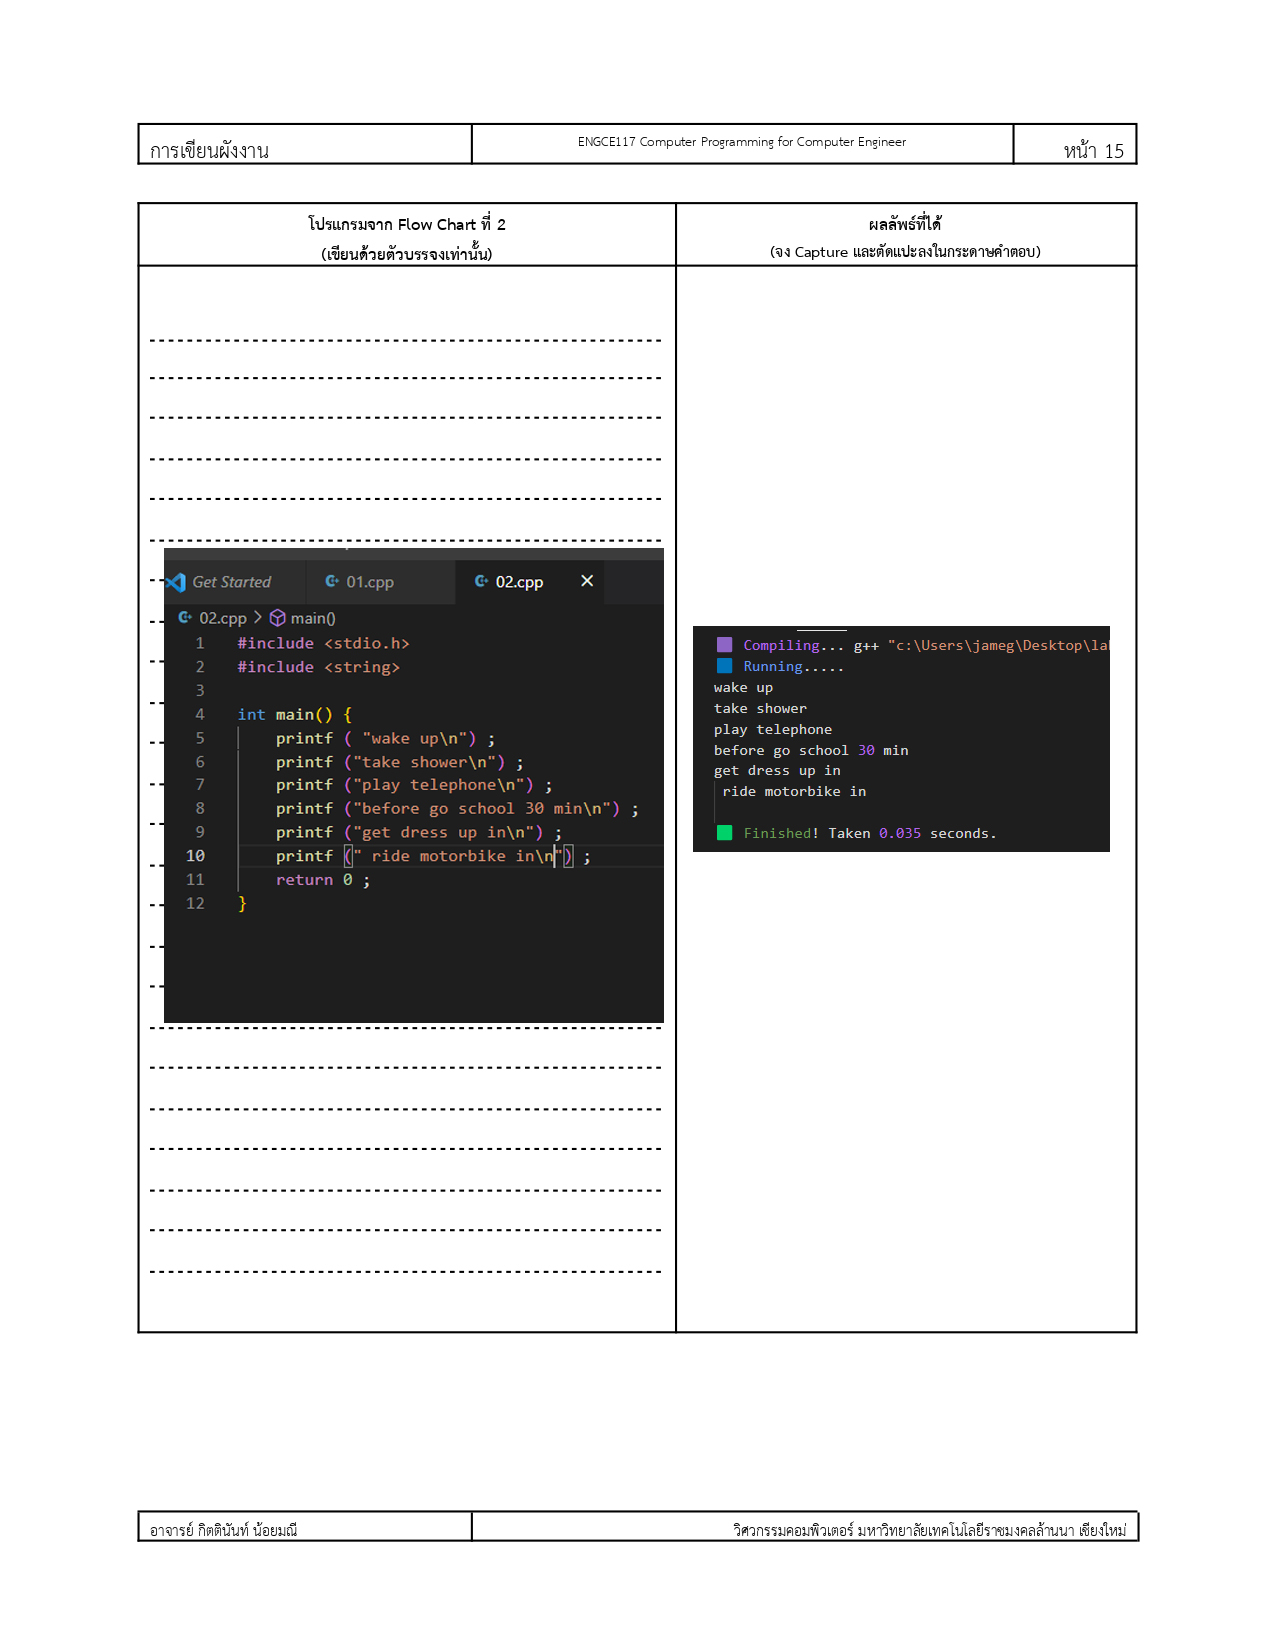 การเขียนผังงาน
ENGCE117 Computer Programming for Computer Engineer
หน้า 15
โปรแกรมจาก Flow Chart ที่ 2
(เขียนด้วยตัวบรรจงเท่านั้น)
ผลลัพธ์ที่ได้
(จง Capture และตัดแปะลงในกระดาษคำตอบ)
Get Started
01.cpp
02.cpp
02.cpp > main()
1 #include <stdio.h>
2 #include <string>
3
4 int main() {
5 printf ( "wake up\n") ;
6 printf ("take shower\n") ;
7 printf ("play telephone\n") ;
8 printf ("before go school 30 min\n") ;
9 printf ("get dress up in\n") ;
10 printf (" ride motorbike in\n") ;
11 return 0 ;
12 }
Compiling... g++ "c:\Users\jameg\Desktop\la
Running.....
wake up
take shower
play telephone
before go school 30 min
get dress up in
ride motorbike in
Finished! Taken 0.035 seconds.
อาจารย์ กิตตินันท์ น้อยมณี
วิศวกรรมคอมพิวเตอร์ มหาวิทยาลัยเทคโนโลยีราชมงคลล้านนา เชียงใหม่